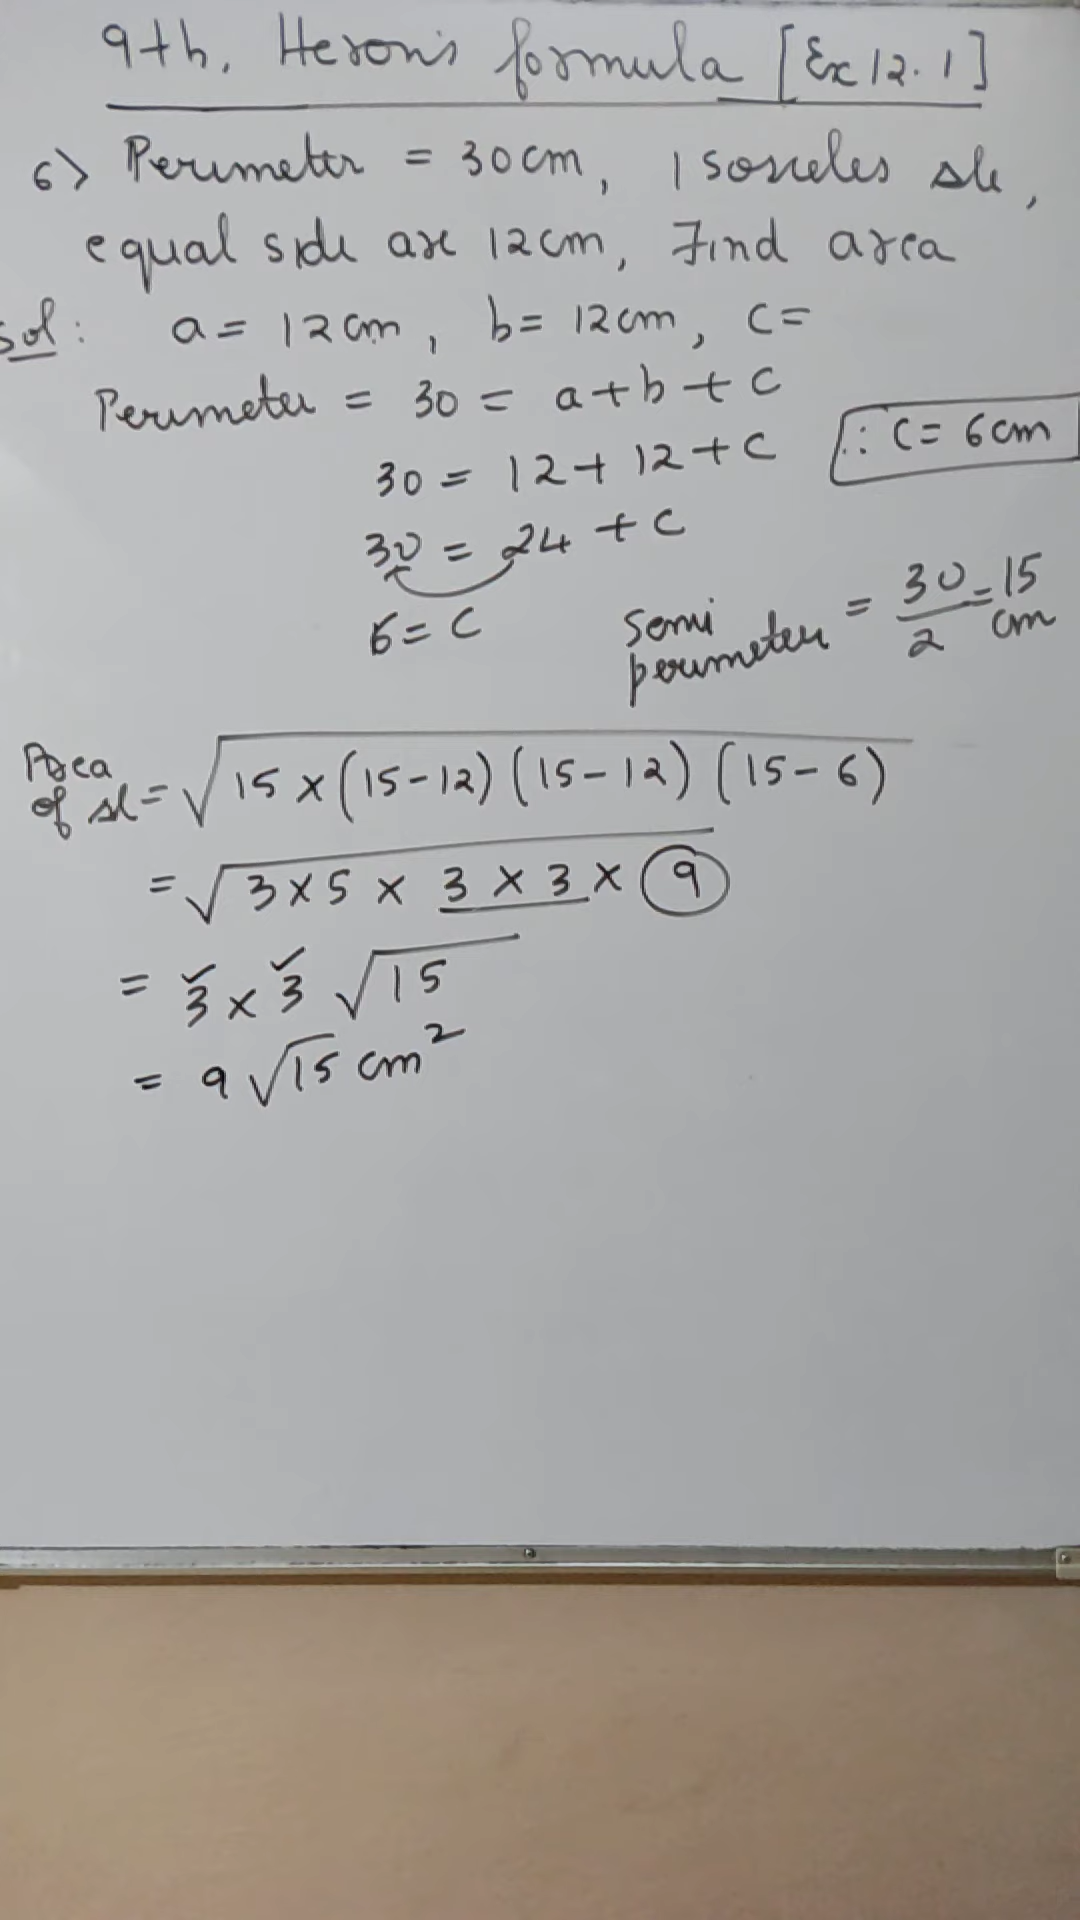 9th, Heron's formula [Ex 12.1]
6) Perimeter = 30cm, Isosceles sle,
equal side are 12cm, Find area
Sol: a = 12cm, b = 12cm, c =
Perimeter = 30 = a + b + c
30 = 12 + 12 + c
∴ c = 6cm
30 = 24 + c
6 = c
Semi perimeter = 30/2 = 15 cm
Area of sle = √15 × (15-12) (15-12) (15-6)
= √3 × 5 × 3 × 3 × 9
= 3 × 3 √15
= 9 √15 cm²